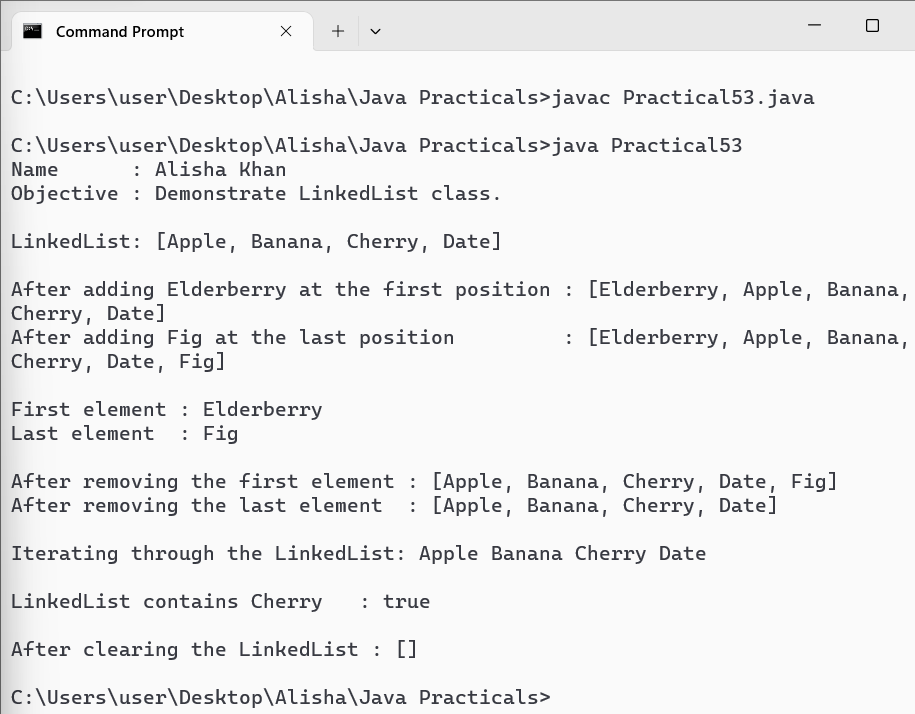 Command Prompt
C:\Users\user\Desktop\Alisha\Java Practicals>javac Practical53.java
C:\Users\user\Desktop\Alisha\Java Practicals>java Practical53
Name      : Alisha Khan
Objective : Demonstrate LinkedList class.
LinkedList: [Apple, Banana, Cherry, Date]
After adding Elderberry at the first position : [Elderberry, Apple, Banana,
Cherry, Date]
After adding Fig at the last position         : [Elderberry, Apple, Banana,
Cherry, Date, Fig]
First element : Elderberry
Last element  : Fig
After removing the first element : [Apple, Banana, Cherry, Date, Fig]
After removing the last element  : [Apple, Banana, Cherry, Date]
Iterating through the LinkedList: Apple Banana Cherry Date
LinkedList contains Cherry   : true
After clearing the LinkedList : []
C:\Users\user\Desktop\Alisha\Java Practicals>